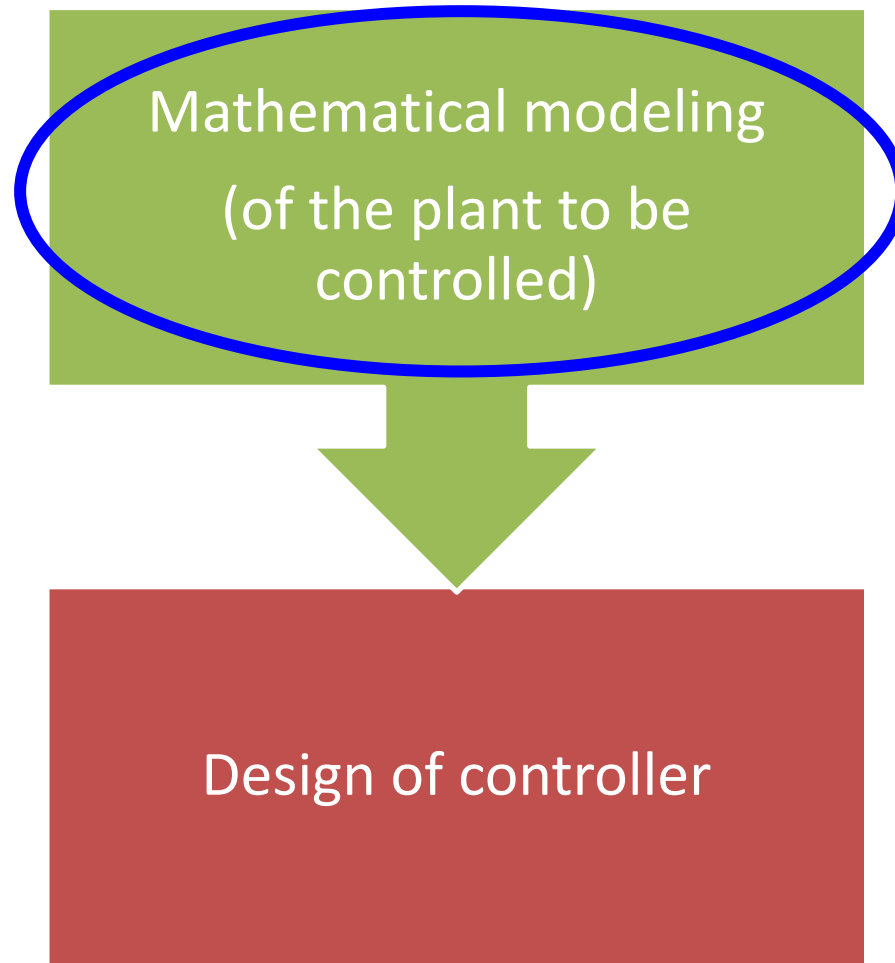 Mathematical modeling
(of the plant to be
controlled)
Design of controller